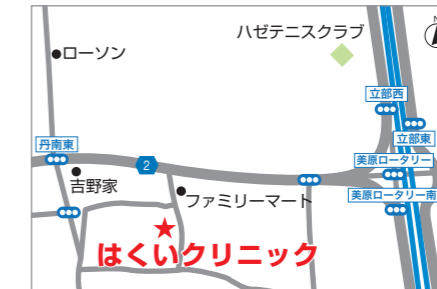 ハゼテニスクラブ
ローソン
立部西
立部東
丹南東
2
美原ロータリー
吉野家
ファミリーマート
美原ロータリー南
はくいクリニック